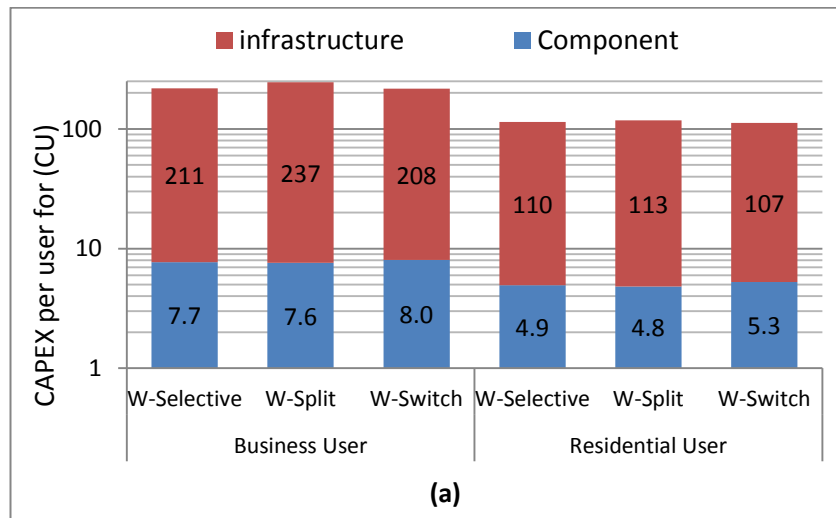 infrastructure Component
CAPEX per user for (CU)
100
10
1
211 237 208 110 113 107
7.7 7.6 8.0 4.9 4.8 5.3
W-Selective W-Split W-Switch W-Selective W-Split W-Switch
Business User Residential User
(a)